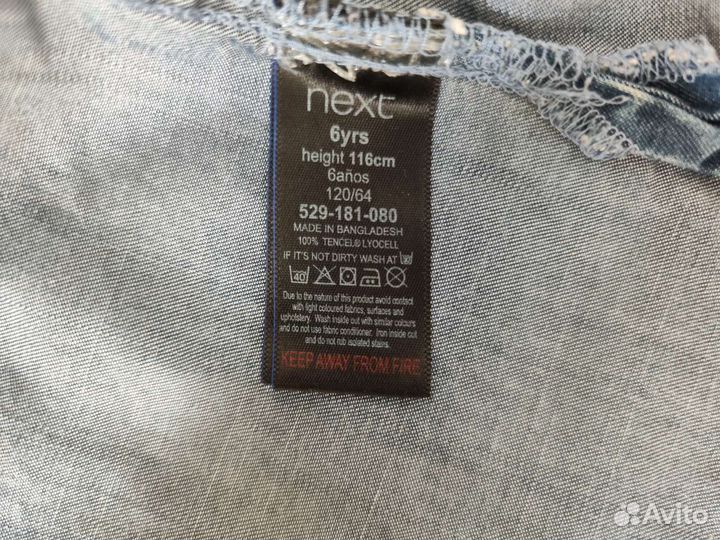 next
6yrs
height 116cm
6años
120/64
529-181-080
MADE IN BANGLADESH
100% TENCEL® LYOCELL
IF IT'S NOT DIRTY WASH AT 30
40
Due to the nature of this product avoid contact
with light coloured fabrics, surfaces and
upholstery. Wash inside out with similar colours
and do not use fabric conditioner. Iron inside out
and do not rub isolated stains.
KEEP AWAY FROM FIRE
Avito